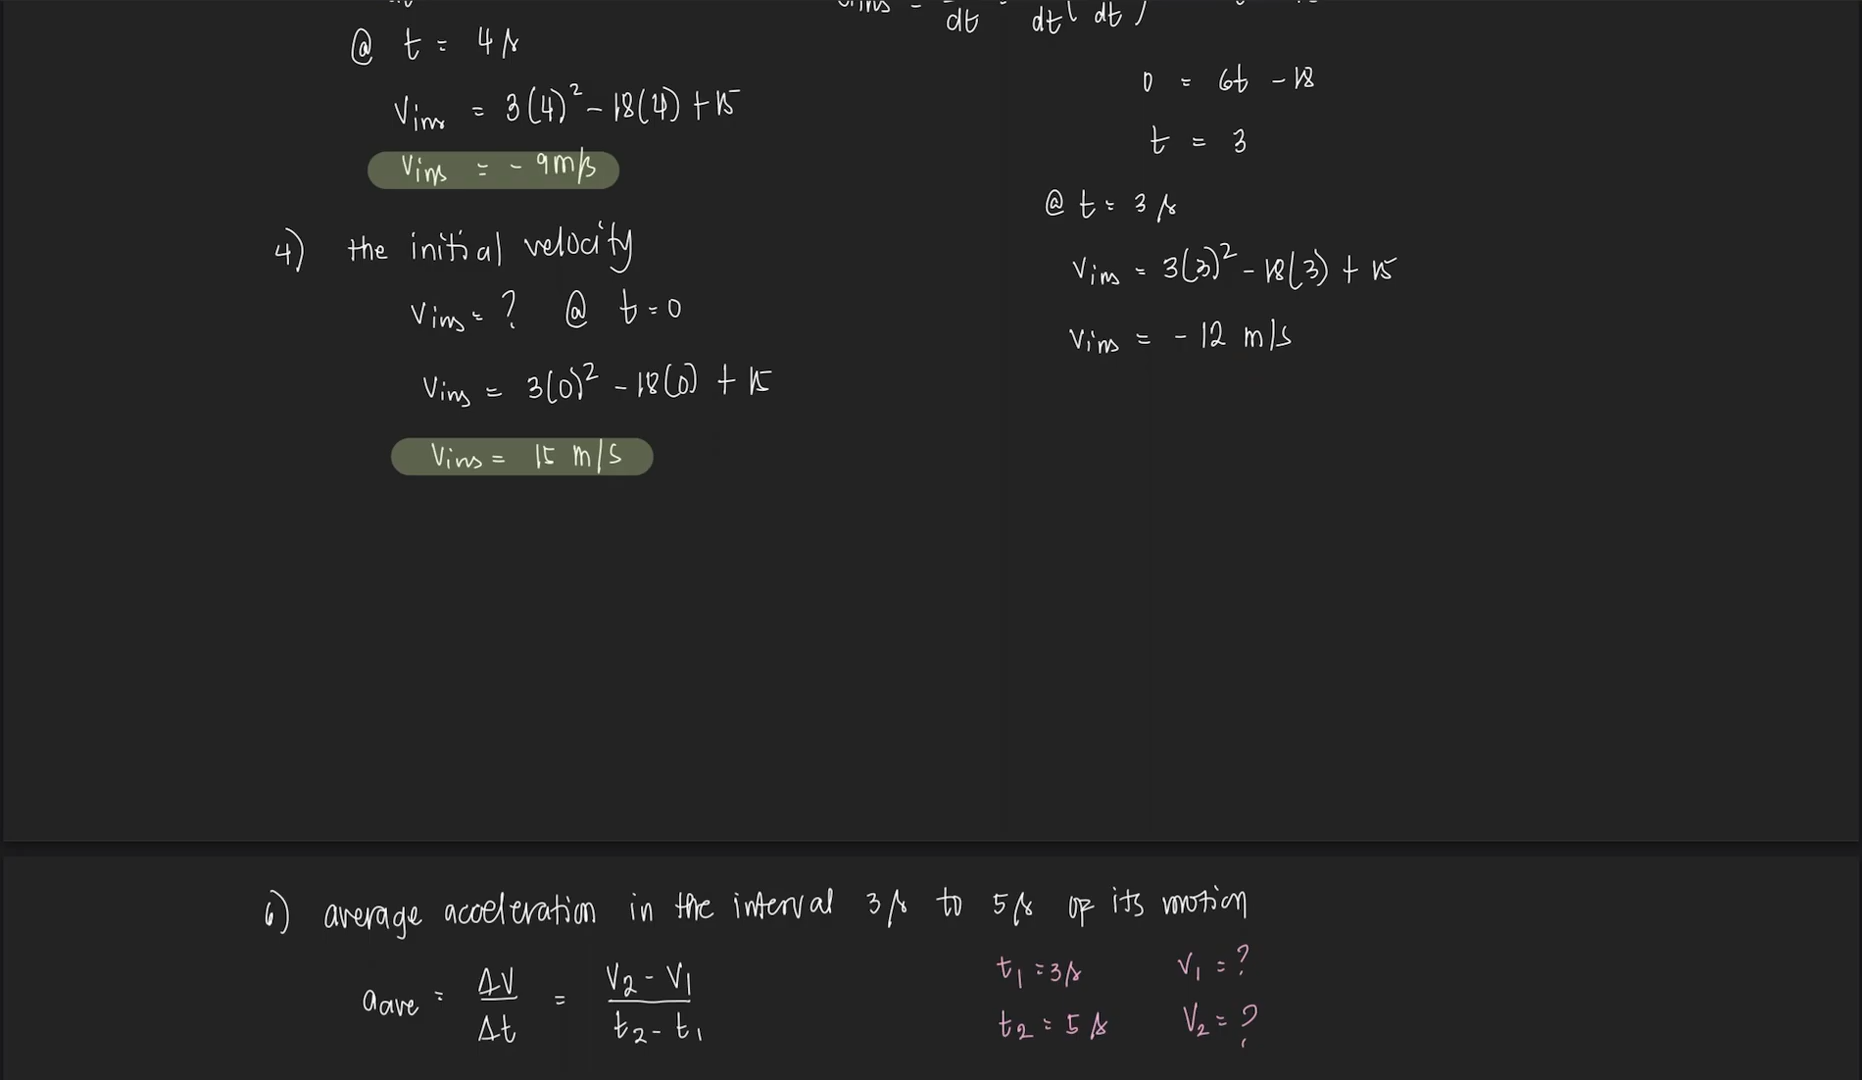 @ t = 4 s
Vins = 3(4)² - 18(4) + 15
Vins = - 9 m/s
4) the initial velocity
Vins = ? @ t = 0
Vins = 3(0)² - 18(0) + 15
Vins = 15 m/s
dt dt( dt )
0 = 6t - 18
t = 3
@ t = 3 s
Vins = 3(3)² - 18(3) + 15
Vins = - 12 m/s
6) average acceleration in the interval 3 s to 5 s of its motion
aave = ΔV/Δt = V2 - V1/t2 - t1
t1 = 3 s V1 = ?
t2 = 5 s V2 = ?